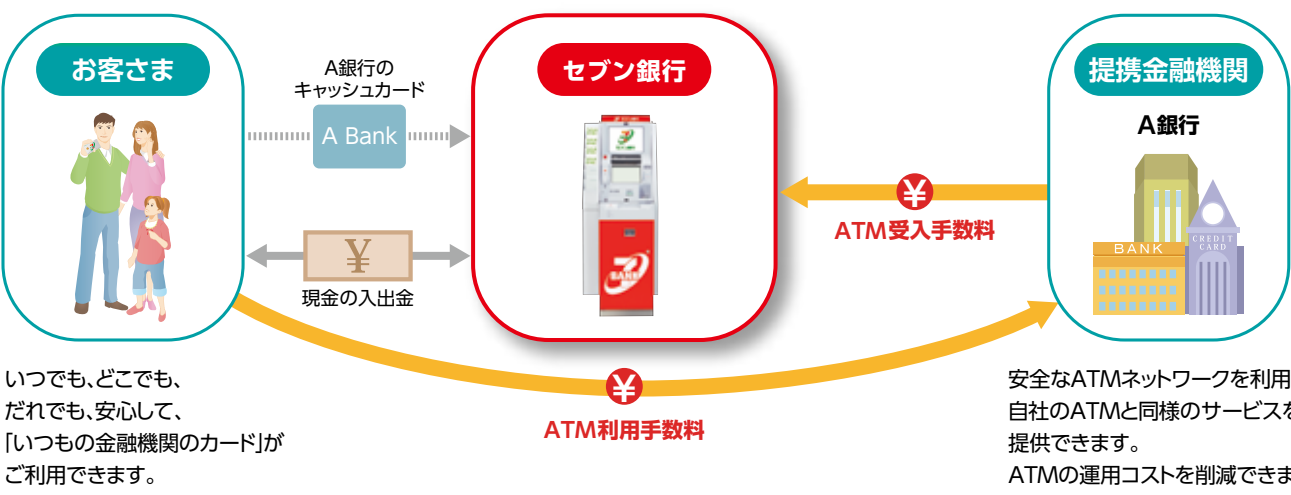 お客さま
A銀行の
キャッシュカード
A Bank
¥
現金の入出金
セブン銀行
7
BANK
¥
ATM受入手数料
提携金融機関
A銀行
BANK
CREDIT
CARD
¥
ATM利用手数料
いつでも、どこでも、
だれでも、安心して、
「いつもの金融機関のカード」が
ご利用できます。
安全なATMネットワークを利用
自社のATMと同様のサービスを
提供できます。
ATMの運用コストを削減できま